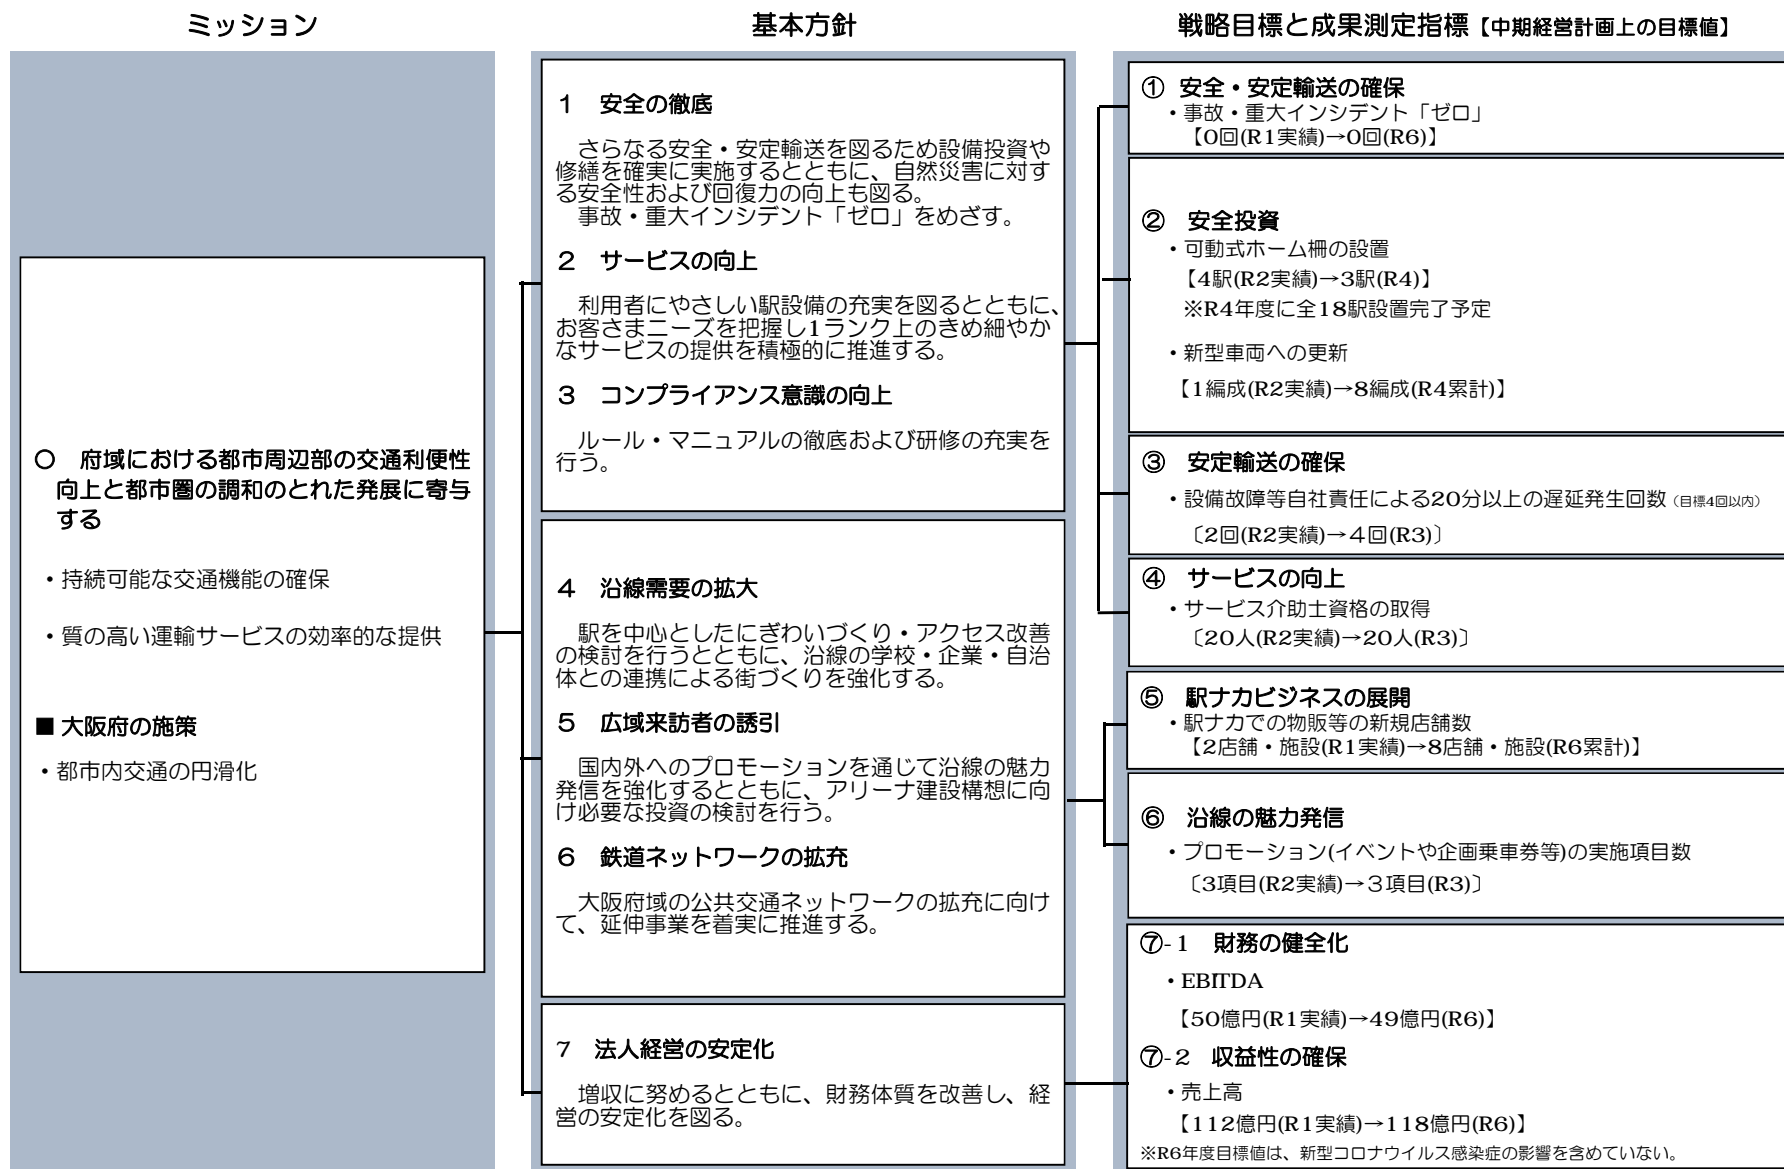 ミッション
○　府域における都市周辺部の交通利便性
向上と都市圏の調和のとれた発展に寄与
する
・持続可能な交通機能の確保
・質の高い運輸サービスの効率的な提供
■ 大阪府の施策
・都市内交通の円滑化
基本方針
1　安全の徹底
さらなる安全・安定輸送を図るため設備投資や
修繕を確実に実施するとともに、自然災害に対す
る安全性および回復力の向上も図る。
事故・重大インシデント「ゼロ」をめざす。
2　サービスの向上
利用者にやさしい駅設備の充実を図るとともに、
お客さまニーズを把握し1ランク上のきめ細やか
なサービスの提供を積極的に推進する。
3　コンプライアンス意識の向上
ルール・マニュアルの徹底および研修の充実を
行う。
4　沿線需要の拡大
駅を中心としたにぎわいづくり・アクセス改善
の検討を行うとともに、沿線の学校・企業・自治
体との連携による街づくりを強化する。
5　広域来訪者の誘引
国内外へのプロモーションを通じて沿線の魅力
発信を強化するとともに、アリーナ建設構想に向
け必要な投資の検討を行う。
6　鉄道ネットワークの拡充
大阪府域の公共交通ネットワークの拡充に向け
て、延伸事業を着実に推進する。
7　法人経営の安定化
増収に努めるとともに、財務体質を改善し、経
営の安定化を図る。
戦略目標と成果測定指標【中期経営計画上の目標値】
① 安全・安定輸送の確保
・事故・重大インシデント「ゼロ」
【0回(R1実績)→0回(R6)】
②　安全投資
・可動式ホーム柵の設置
【4駅(R2実績)→3駅(R4)】
※R4年度に全18駅設置完了予定
・新型車両への更新
【1編成(R2実績)→8編成(R4累計)】
③　安定輸送の確保
・設備故障等自社責任による20分以上の遅延発生回数（目標4回以内）
〔2回(R2実績)→4回(R3)〕
④　サービスの向上
・サービス介助士資格の取得
〔20人(R2実績)→20人(R3)〕
⑤　駅ナカビジネスの展開
・駅ナカでの物販等の新規店舗数
【2店舗・施設(R1実績)→8店舗・施設(R6累計)】
⑥　沿線の魅力発信
・プロモーション(イベントや企画乗車券等)の実施項目数
〔3項目(R2実績)→3項目(R3)〕
⑦-1　財務の健全化
・EBITDA
【50億円(R1実績)→49億円(R6)】
⑦-2　収益性の確保
・売上高
【112億円(R1実績)→118億円(R6)】
※R6年度目標値は、新型コロナウイルス感染症の影響を含めていない。